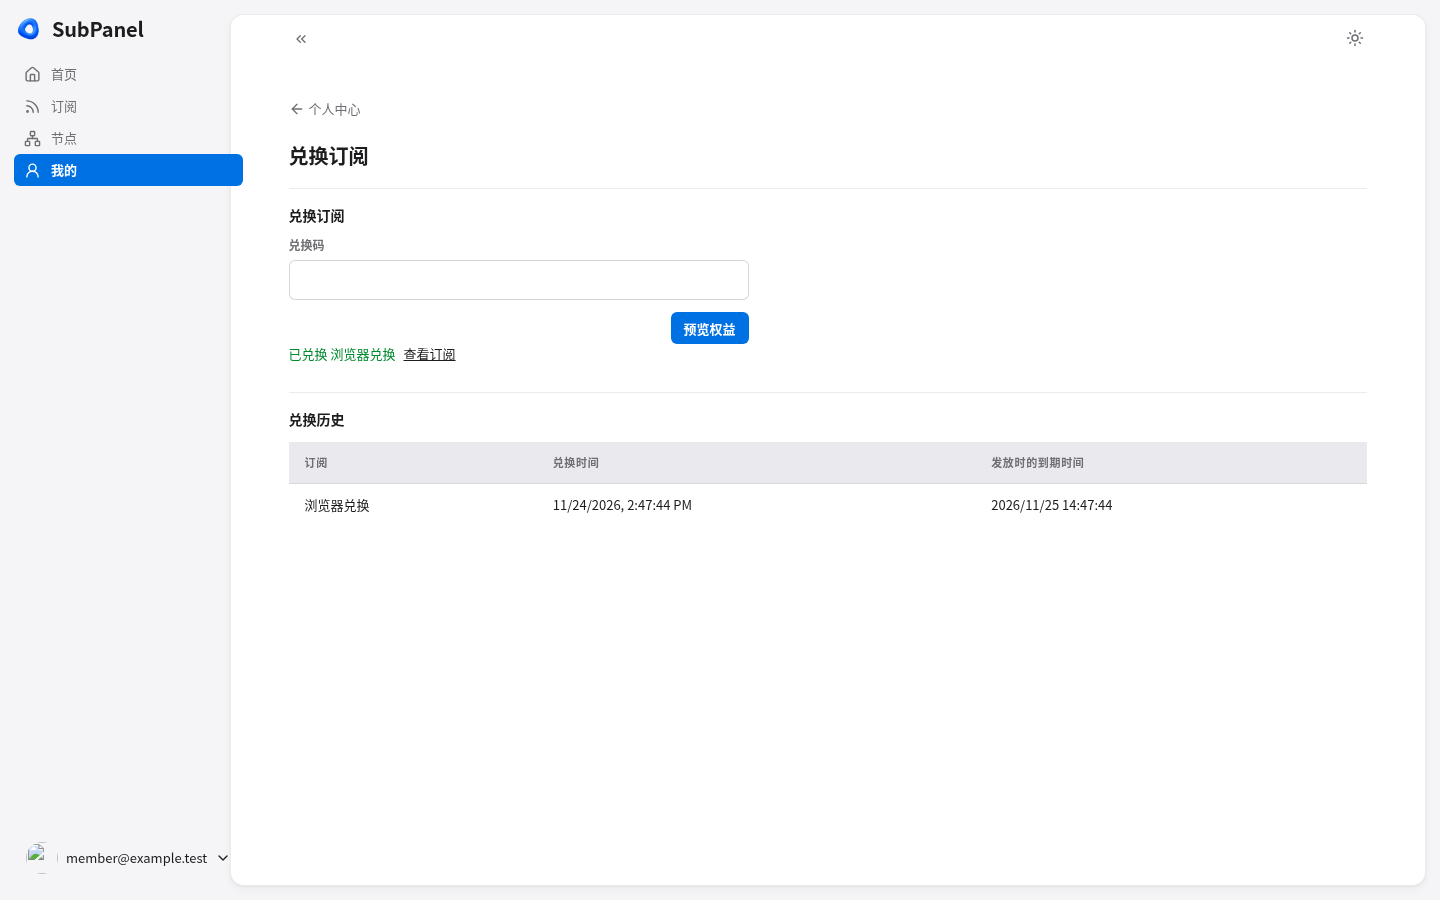 SubPanel
首页
订阅
节点
我的
个人中心
兑换订阅
兑换订阅
兑换码
预览权益
已兑换 浏览器兑换 查看订阅
兑换历史
订阅 兑换时间 发放时的到期时间
浏览器兑换 11/24/2026, 2:47:44 PM 2026/11/25 14:47:44
member@example.test